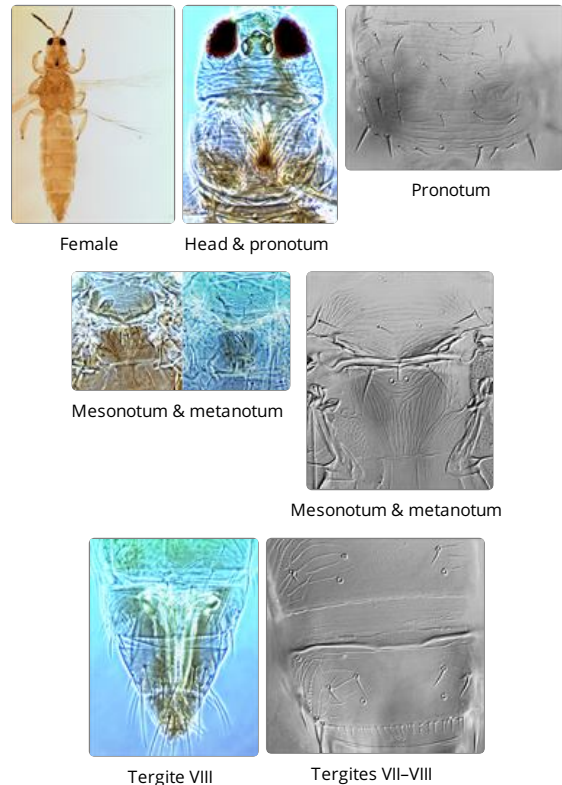 Female
Head & pronotum
Pronotum
Mesonotum & metanotum
Mesonotum & metanotum
Tergite VIII
Tergites VII–VIII